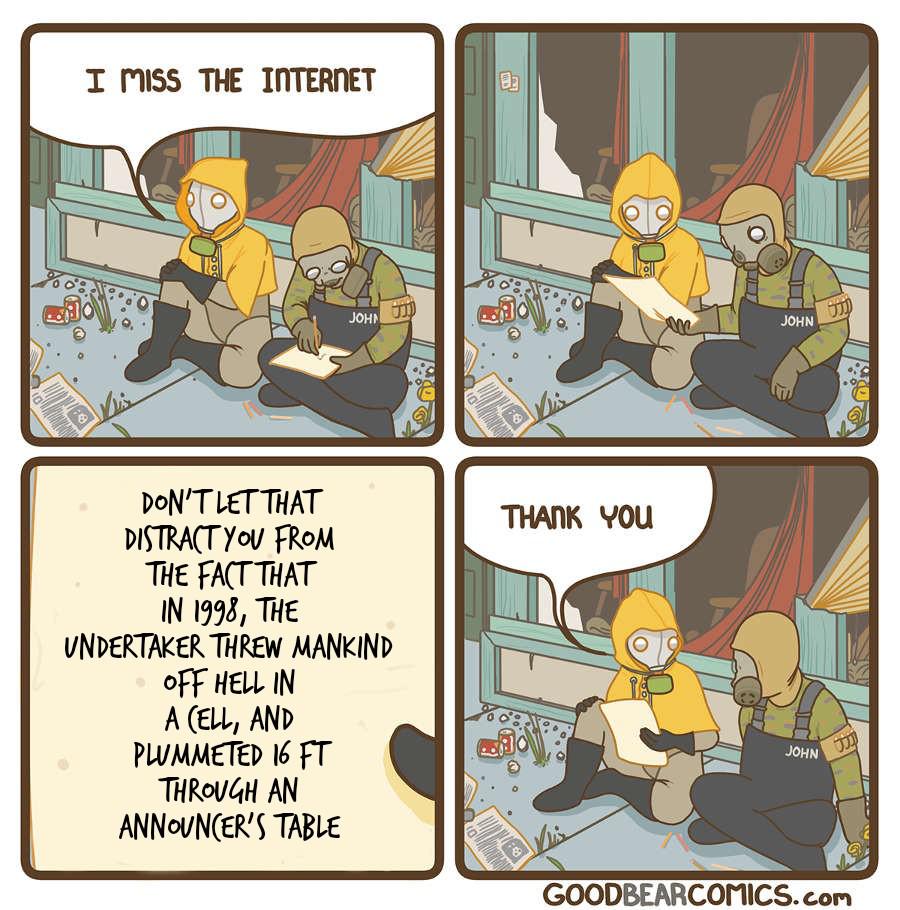 I MISS THE INTERNET
JOHN
JOHN
DON'T LET THAT
DISTRACT YOU FROM
THE FACT THAT
IN 1998, THE
UNDERTAKER THREW MANKIND
OFF HELL IN
A CELL, AND
PLUMMETED 16 FT
THROUGH AN
ANNOUNCER'S TABLE
THANK YOU
JOHN
GOODBEARCOMICS.com